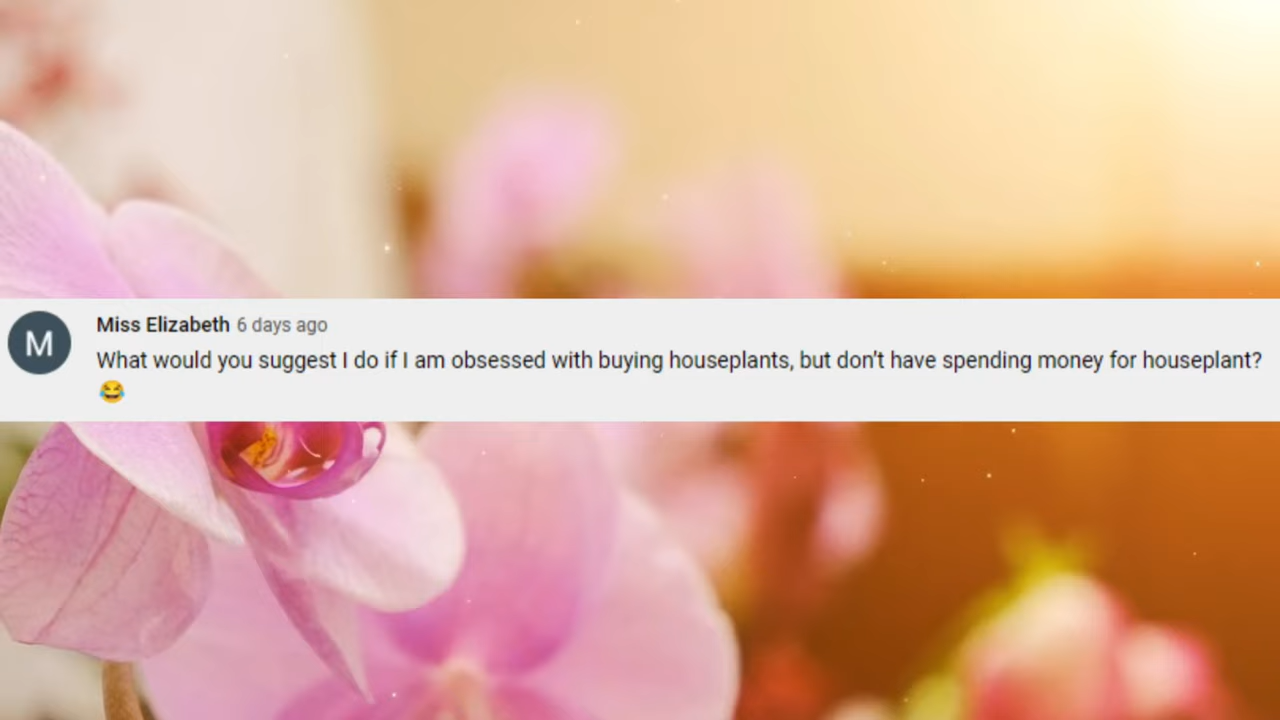 M
Miss Elizabeth 6 days ago
What would you suggest I do if I am obsessed with buying houseplants, but don't have spending money for houseplant?
😂